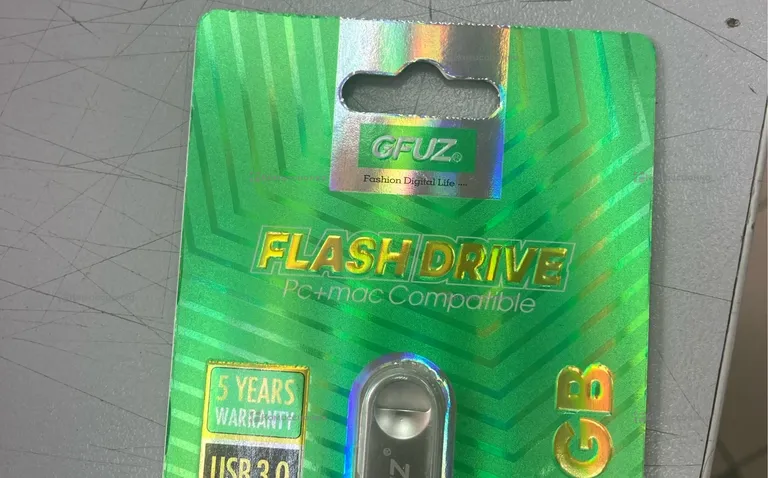 GFUZ®
Fashion Digital Life ....
FLASH DRIVE
Pc+mac Compatible
5 YEARS
WARRANTY
USB 3.0
GB